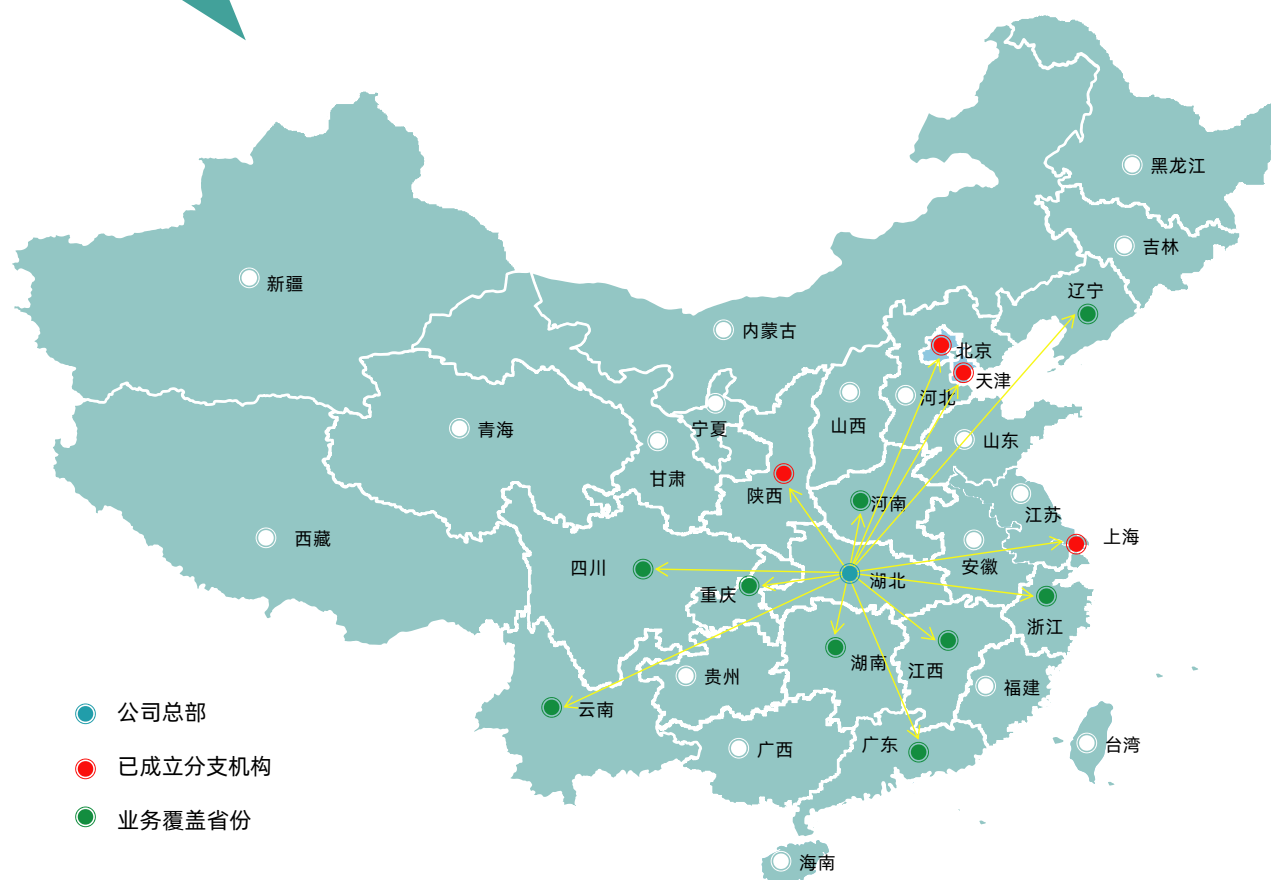 黑龙江
吉林
新疆
辽宁
内蒙古
北京
天津
河北
宁夏
山西
青海
山东
甘肃
陕西
河南
江苏
西藏
上海
四川
安徽
湖北
重庆
浙江
湖南
江西
贵州
福建
云南
公司总部
广西
广东
台湾
已成立分支机构
业务覆盖省份
海南